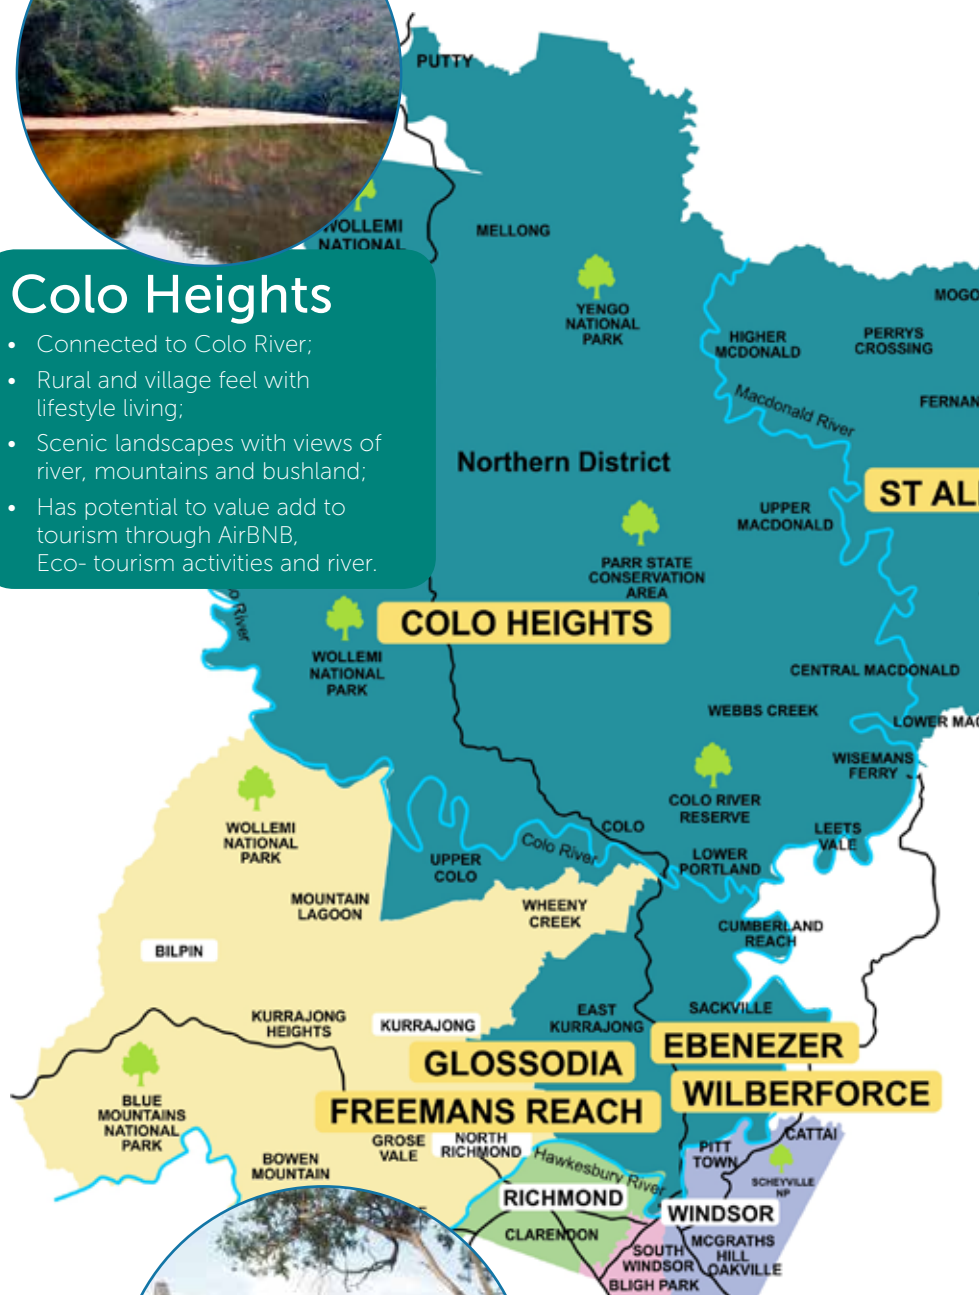 PUTTY
WOLLEMI
NATIONAL
MELLONG
YENGO
NATIONAL
PARK
HIGHER
MCDONALD
PERRYS
CROSSING
MOGO
FERNAN
Macdonald River
Colo Heights
• Connected to Colo River;
• Rural and village feel with
lifestyle living;
• Scenic landscapes with views of
river, mountains and bushland;
• Has potential to value add to
tourism through AirBNB,
Eco- tourism activities and river.
Northern District
ST AL
UPPER
MACDONALD
PARR STATE
CONSERVATION
AREA
River
COLO HEIGHTS
WOLLEMI
NATIONAL
PARK
CENTRAL MACDONALD
WEBBS CREEK
LOWER MAC
WISEMANS
FERRY
COLO RIVER
RESERVE
WOLLEMI
NATIONAL
PARK
COLO
Colo River
LEETS
VALE
UPPER
COLO
LOWER
PORTLAND
MOUNTAIN
LAGOON
WHEENY
CREEK
CUMBERLAND
REACH
BILPIN
KURRAJONG
HEIGHTS
KURRAJONG
EAST
KURRAJONG
SACKVILLE
EBENEZER
GLOSSODIA
WILBERFORCE
FREEMANS REACH
BLUE
MOUNTAINS
NATIONAL
PARK
BOWEN
MOUNTAIN
GROSE
VALE
NORTH
RICHMOND
Hawkesbury River
PITT
TOWN
CATTAI
SCHEYVILLE
NP
RICHMOND
WINDSOR
CLARENDON
SOUTH
WINDSOR
MCGRATHS
HILL
OAKVILLE
BLIGH PARK